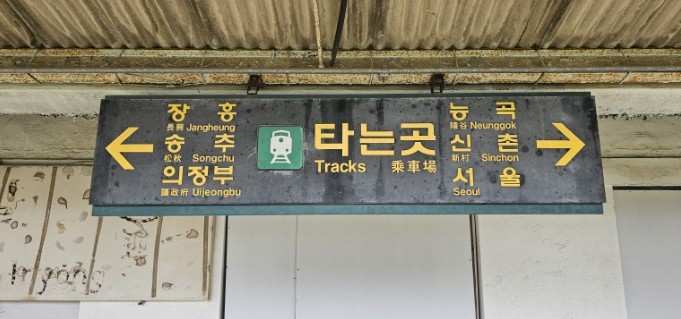 장 흥
長興 Jangheung
송 추
松秋 Songchu
의정부
議政府 Uijeongbu
타는곳
Tracks 乘車場
능 곡
陵谷 Neunggok
신 촌
新村 Sinchon
서 울
Seoul